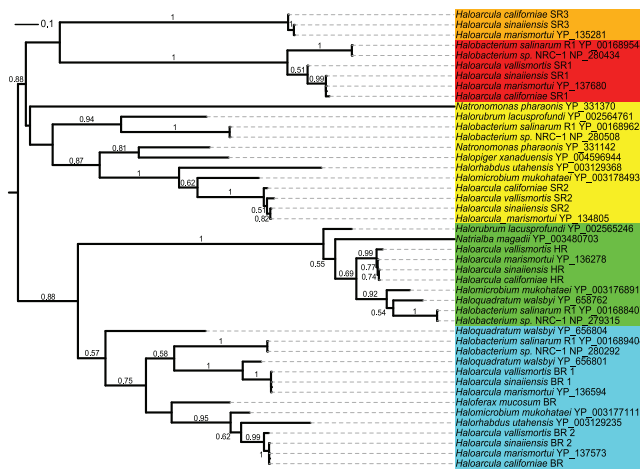 0,1
Haloarcula californiae SR3
Haloarcula sinaiiensis SR3
Haloarcula marismortui YP_135281
Halobacterium salinarum R1 YP_00168954
Halobacterium sp. NRC-1 NP_280434
Haloarcula vallismortis SR1
Haloarcula sinaiiensis SR1
Haloarcula marismortui YP_137680
Haloarcula californiae SR1
Natronomonas pharaonis YP_331370
Halorubrum lacusprofundi YP_002564761
Halobacterium salinarum R1 YP_00168962
Halobacterium sp. NRC-1 NP_280508
Natronomonas pharaonis YP_331142
Halopiger xanaduensis YP_004596944
Halorhabdus utahensis YP_003129368
Halomicrobium mukohataei YP_003178493
Haloarcula californiae SR2
Haloarcula vallismortis SR2
Haloarcula sinaiiensis SR2
Haloarcula_marismortui YP_134805
Halorubrum lacusprofundi YP_002565246
Natrialba magadii YP_003480703
Haloarcula vallismortis HR
Haloarcula marismortui YP_136278
Haloarcula sinaiiensis HR
Haloarcula californiae HR
Halomicrobium mukohataei YP_003176891
Haloquadratum walsbyi YP_658762
Halobacterium salinarum R1 YP_00168840
Halobacterium sp. NRC-1 NP_279315
Haloquadratum walsbyi YP_656804
Halobacterium salinarum R1 YP_00168940
Halobacterium sp. NRC-1 NP_280292
Haloquadratum walsbyi YP_656801
Haloarcula vallismortis BR 1
Haloarcula sinaiiensis BR 1
Haloarcula marismortui YP_136594
Haloferax mucosum BR
Halomicrobium mukohataei YP_003177111
Halorhabdus utahensis YP_003129235
Haloarcula vallismortis BR 2
Haloarcula sinaiiensis BR 2
Haloarcula marismortui YP_137573
Haloarcula californiae BR
1
0.88
1
1
0.51
0.99
0.94
1
0.87
0.81
1
0.62
1
0.51
0.82
1
0.88
0.55
0.69
0.99
0.77
0.74
0.92
0.54
1
0.57
0.58
1
1
1
0.75
0.95
0.62
0.99
1